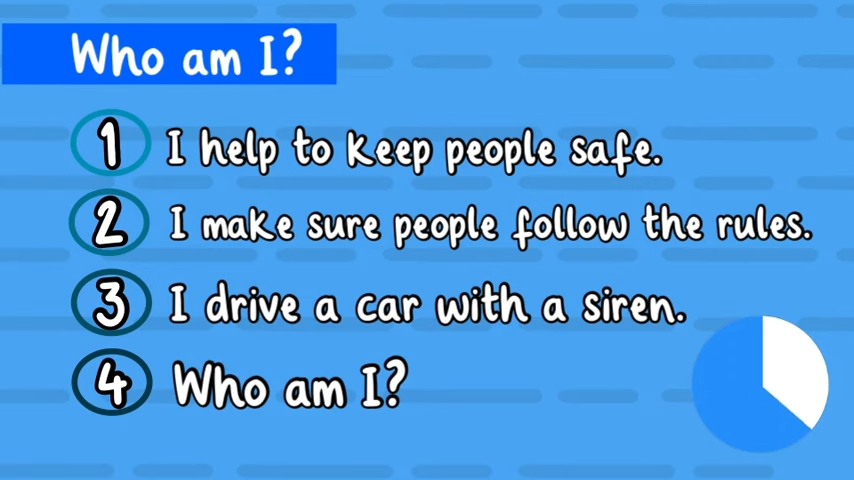 Who am I?
1 I help to keep people safe.
2 I make sure people follow the rules.
3 I drive a car with a siren.
4 Who am I?